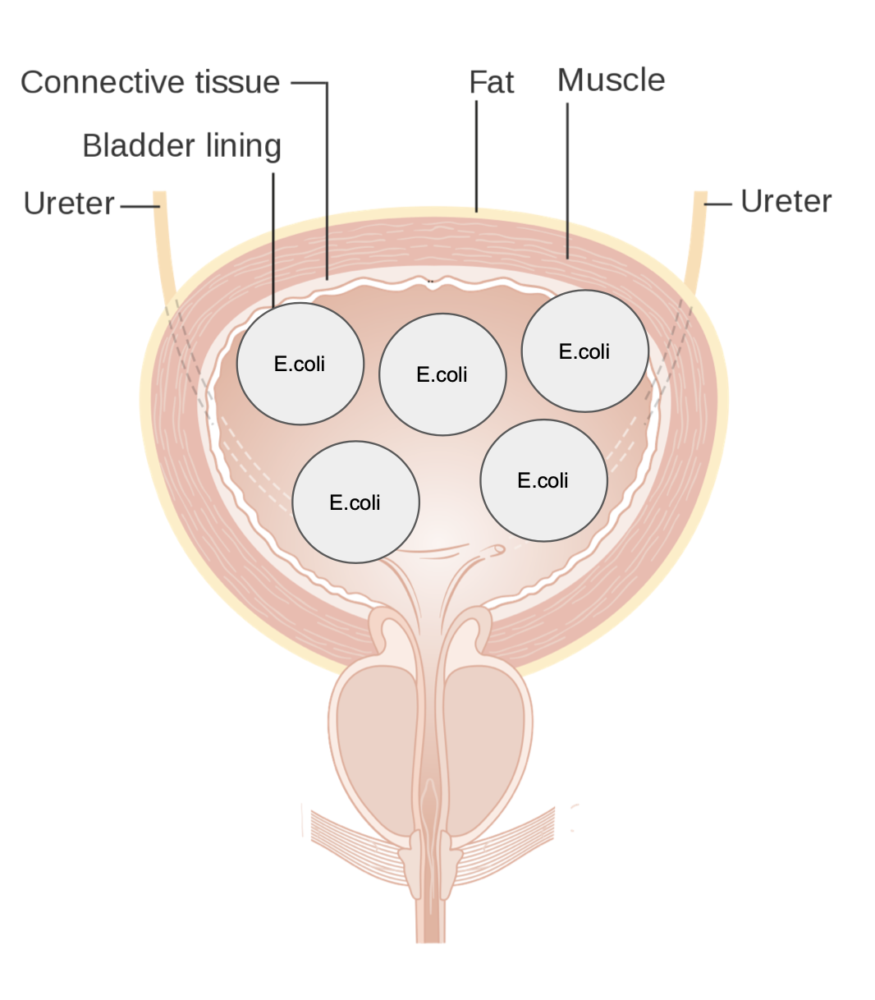 Connective tissue
Fat
Muscle
Bladder lining
Ureter
Ureter
E.coli
E.coli
E.coli
E.coli
E.coli